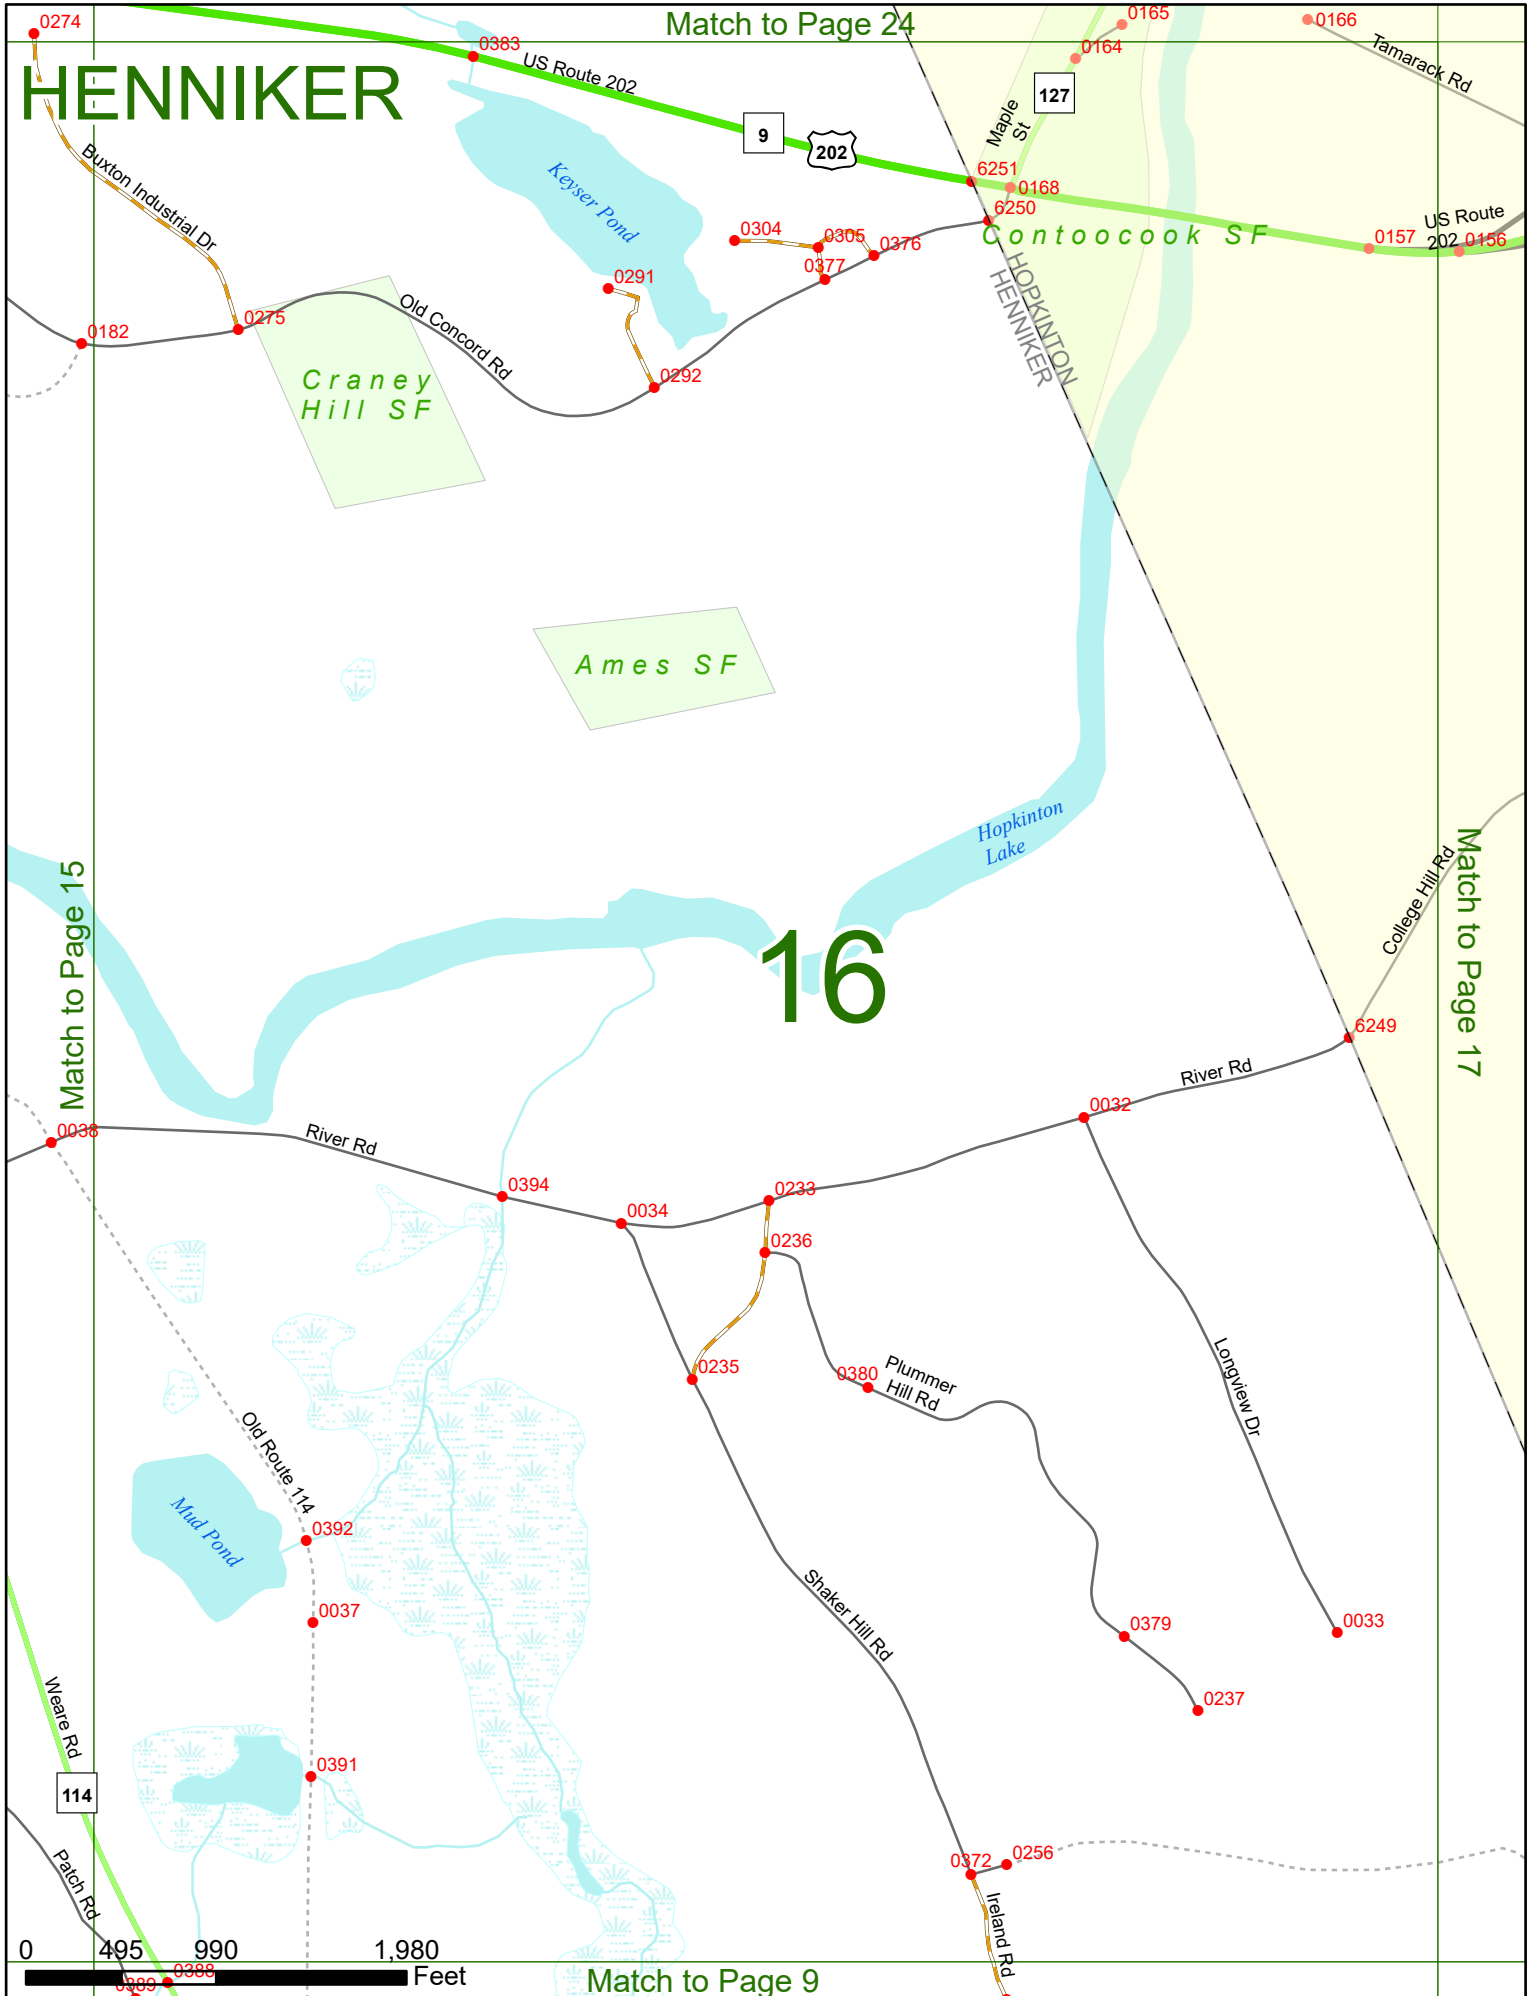 Match to Page 24
0274
0165
0166
0383
0164
US Route 202
Tamarack Rd
HENNIKER
127
Maple
St
9
202
Buxton Industrial Dr
Keyser Pond
6251
0168
6250
0304
0305
0376
Contoocook SF
US Route
202
0157
0156
0377
0291
HOPKINTON
HENNIKER
0182
0275
Old Concord Rd
Craney
Hill SF
0292
Ames SF
Hopkinton
Lake
Match to Page 15
Match to Page 17
College Hill Rd
16
6249
River Rd
0032
0038
River Rd
0394
0034
0233
0236
0235
0380
Plummer
Hill Rd
Longview Dr
Old Route 114
Mud Pond
0392
0037
Shaker Hill Rd
0379
0033
0237
Weare Rd
0391
114
Patch Rd
0372
0256
Ireland Rd
0 495 990 1,980
Feet
0388
0389
Match to Page 9